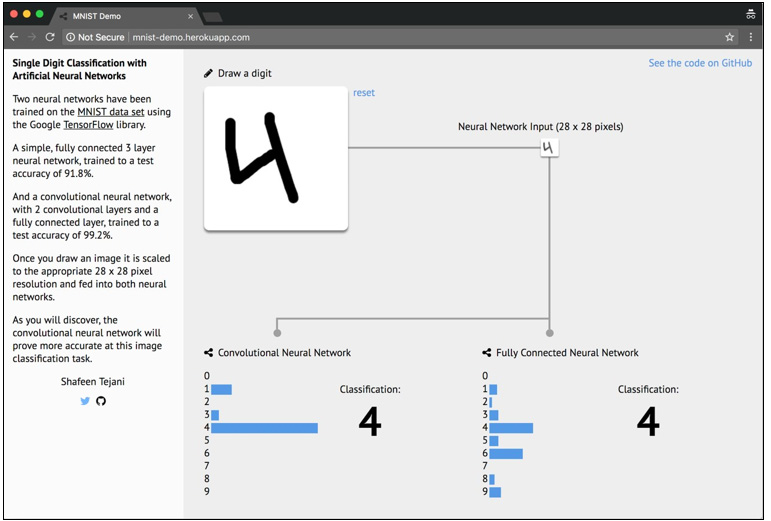 MNIST Demo
Not Secure | mnist-demo.herokuapp.com
Single Digit Classification with
Artificial Neural Networks
Two neural networks have been
trained on the MNIST data set using
the Google TensorFlow library.
A simple, fully connected 3 layer
neural network, trained to a test
accuracy of 91.8%.
And a convolutional neural network,
with 2 convolutional layers and a
fully connected layer, trained to a
test accuracy of 99.2%.
Once you draw an image it is scaled
to the appropriate 28 x 28 pixel
resolution and fed into both neural
networks.
As you will discover, the
convolutional neural network will
prove more accurate at this image
classification task.
Shafeen Tejani
See the code on GitHub
Draw a digit
reset
4
Neural Network Input (28 x 28 pixels)
4
Convolutional Neural Network
0
1
2
3
4
5
6
7
8
9
Classification:
4
Fully Connected Neural Network
0
1
2
3
4
5
6
7
8
9
Classification:
4